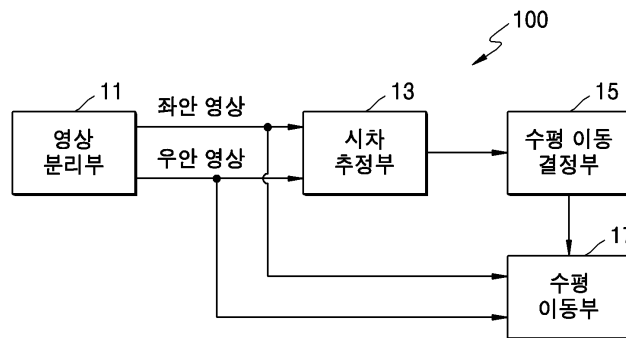 100
11
영상
분리부
좌안 영상
우안 영상
13
시차
추정부
15
수평 이동
결정부
17
수평
이동부